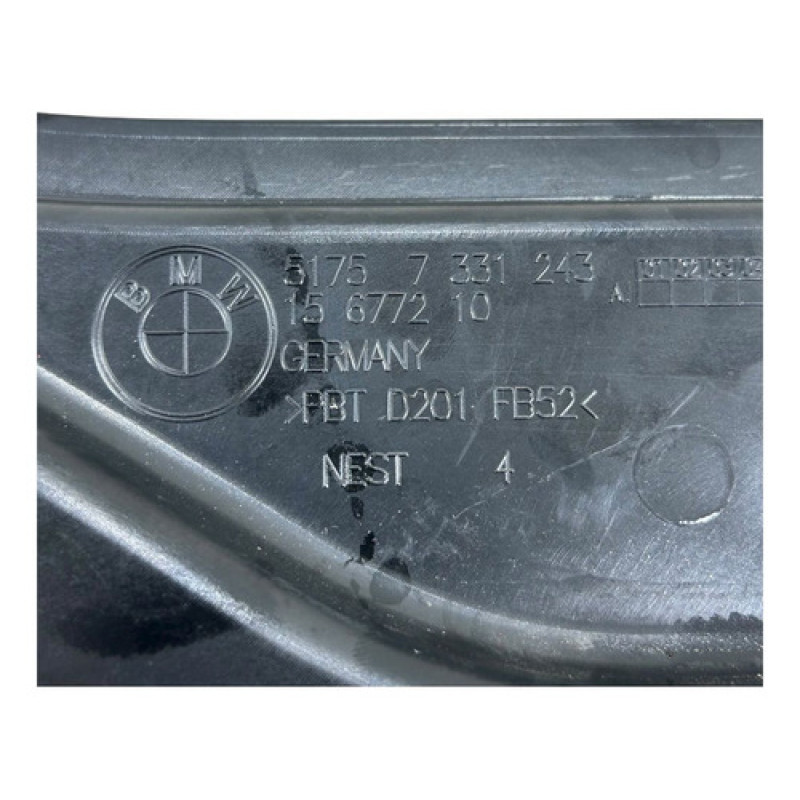 BMW
5175 7 331 243
15 6772 10
GERMANY
>PBT D201 FB52<
NEST 4
A.